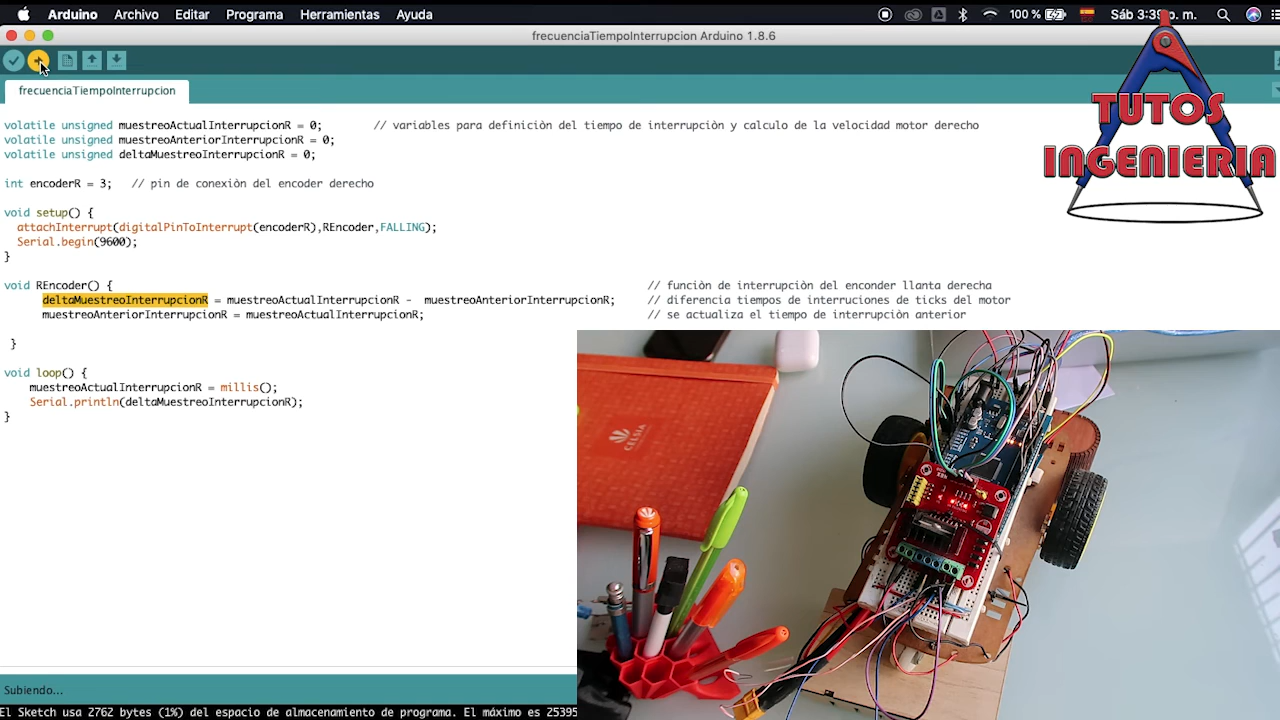 Arduino Archivo Editar Programa Herramientas Ayuda 100 % Sáb 3:39 p. m.
frecuenciaTiempoInterrupcion Arduino 1.8.6
frecuenciaTiempoInterrupcion
volatile unsigned muestreoActualInterrupcionR = 0; // variables para definiciòn del tiempo de interrupciòn y calculo de la velocidad motor derecho
volatile unsigned muestreoAnteriorInterrupcionR = 0;
volatile unsigned deltaMuestreoInterrupcionR = 0;
int encoderR = 3; // pin de conexiòn del encoder derecho
void setup() {
attachInterrupt(digitalPinToInterrupt(encoderR),REncoder,FALLING);
Serial.begin(9600);
}
void REncoder() { // funciòn de interrupciòn del enconder llanta derecha
deltaMuestreoInterrupcionR = muestreoActualInterrupcionR - muestreoAnteriorInterrupcionR; // diferencia tiempos de interruciones de ticks del motor
muestreoAnteriorInterrupcionR = muestreoActualInterrupcionR; // se actualiza el tiempo de interrupciòn anterior
}
void loop() {
muestreoActualInterrupcionR = millis();
Serial.println(deltaMuestreoInterrupcionR);
}
TUTOS
INGENIERIA
CELSIA
Subiendo...
El Sketch usa 2762 bytes (1%) del espacio de almacenamiento de programa. El máximo es 25395